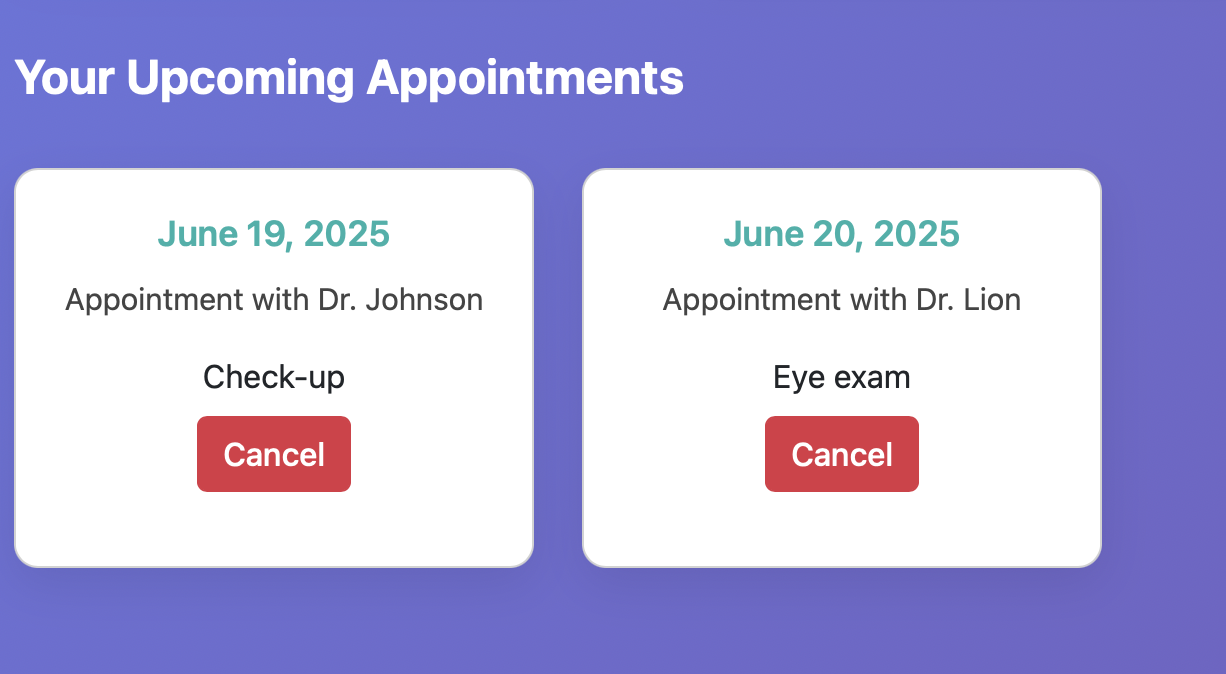 Your Upcoming Appointments
June 19, 2025
Appointment with Dr. Johnson
Check-up
Cancel
June 20, 2025
Appointment with Dr. Lion
Eye exam
Cancel